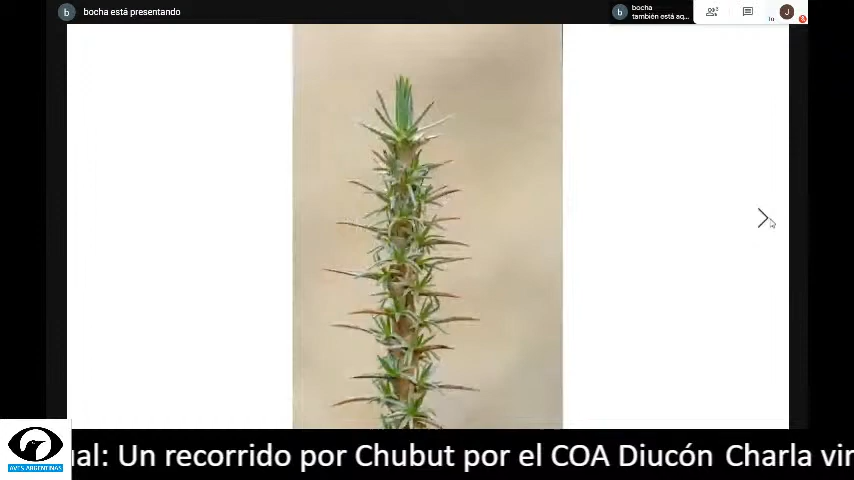 b bocha está presentando
b bocha
también está aq...
Tu
J
AVES ARGENTINAS
ual: Un recorrido por Chubut por el COA Diucón Charla vir